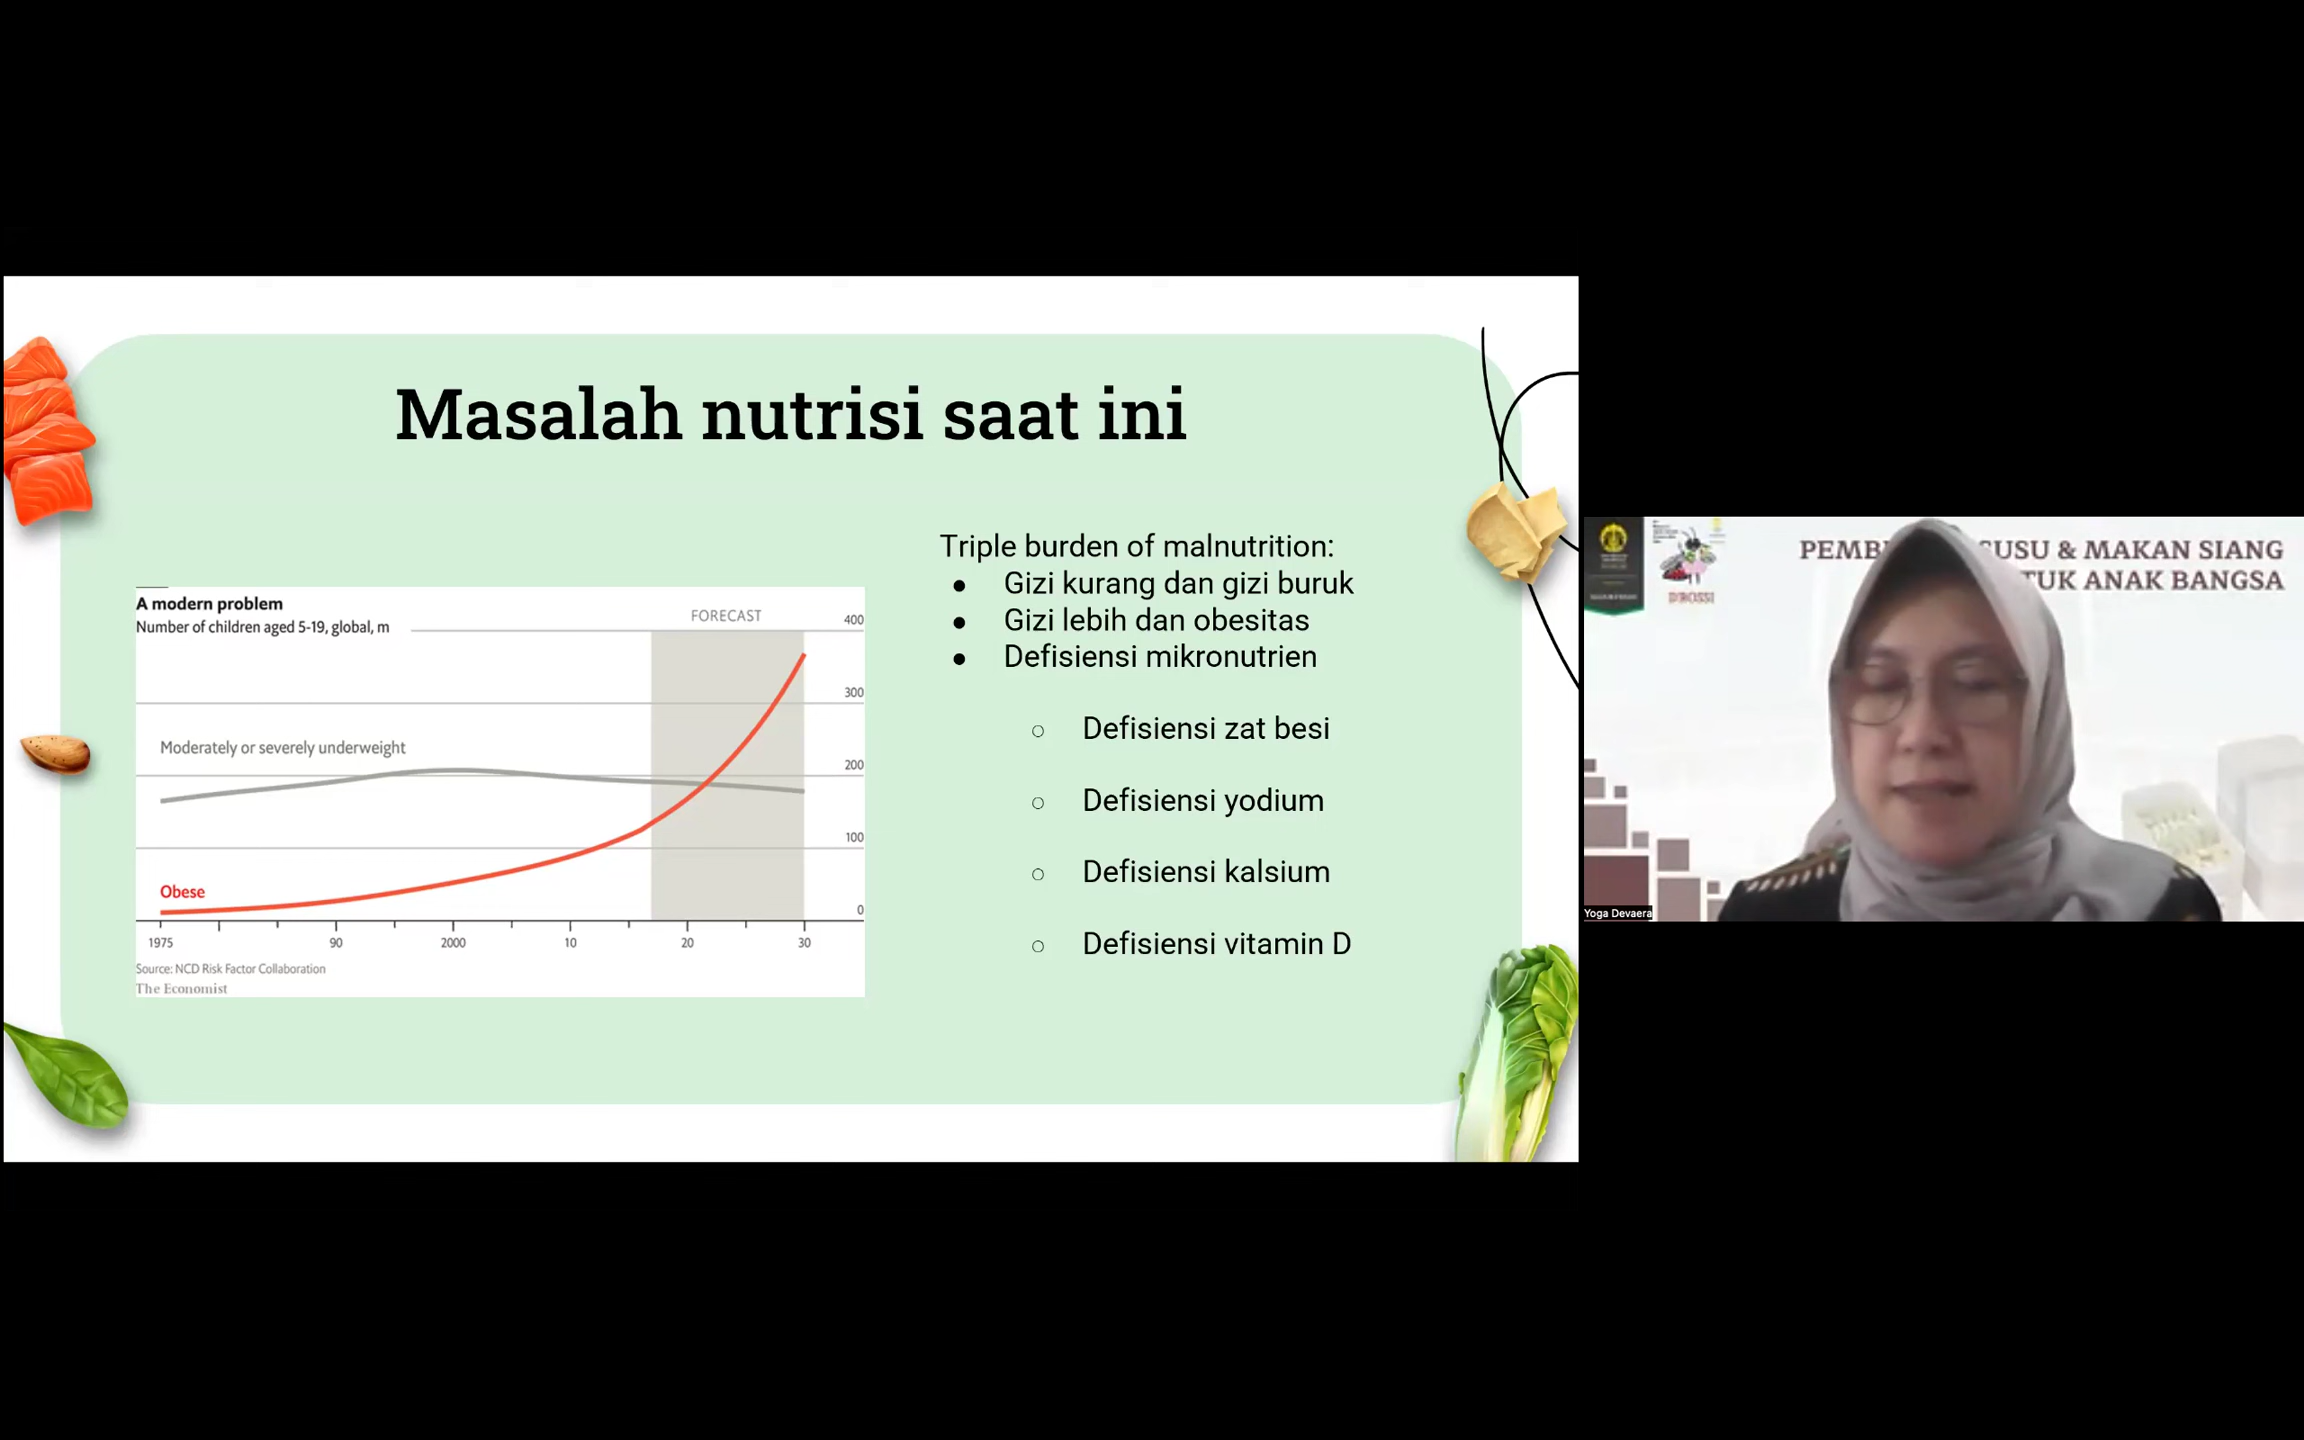 Masalah nutrisi saat ini
A modern problem
Number of children aged 5-19, global, m
FORECAST
400
300
200
100
0
Moderately or severely underweight
Obese
1975
90
2000
10
20
30
Source: NCD Risk Factor Collaboration
The Economist
Triple burden of malnutrition:
● Gizi kurang dan gizi buruk
● Gizi lebih dan obesitas
● Defisiensi mikronutrien
○ Defisiensi zat besi
○ Defisiensi yodium
○ Defisiensi kalsium
○ Defisiensi vitamin D
SUSU & MAKAN SIANG
ANAK BANGSA
D'ROSSI
Yoga Devaera